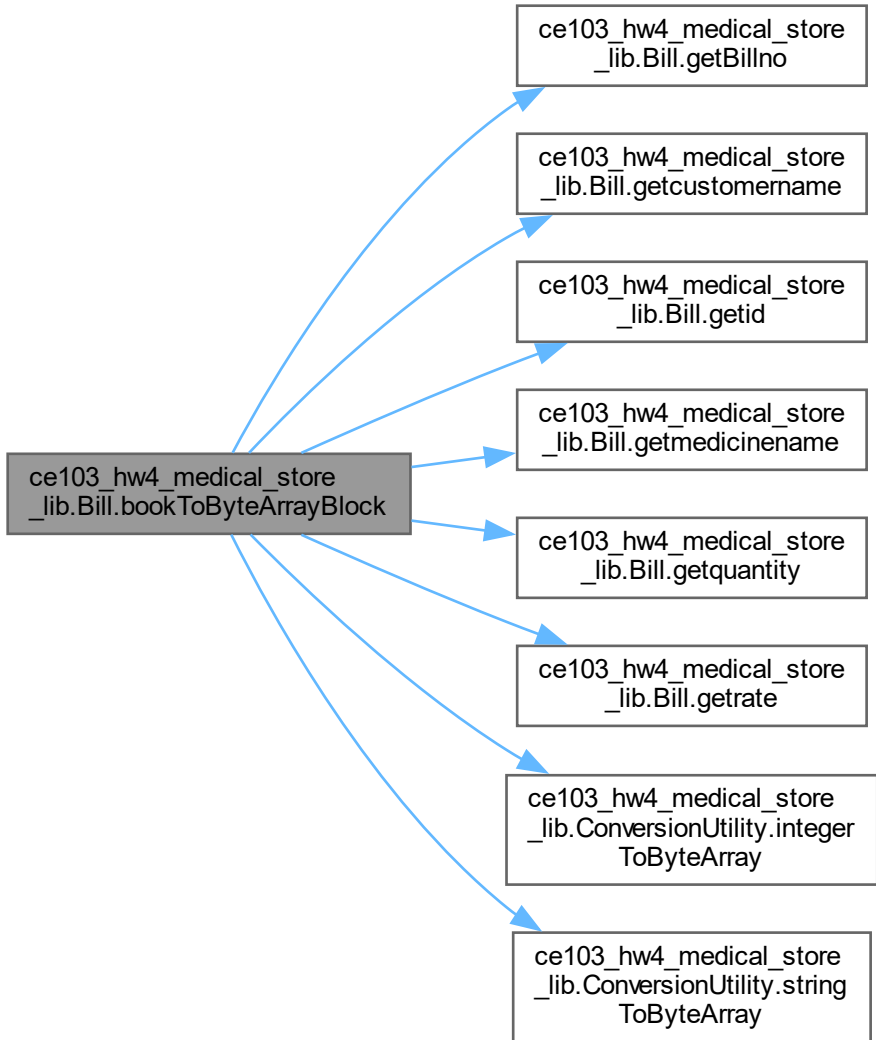 ce103_hw4_medical_store
_lib.Bill.getBillno
ce103_hw4_medical_store
_lib.Bill.getcustomername
ce103_hw4_medical_store
_lib.Bill.getid
ce103_hw4_medical_store
_lib.Bill.getmedicinename
ce103_hw4_medical_store
_lib.Bill.bookToByteArrayBlock
ce103_hw4_medical_store
_lib.Bill.getquantity
ce103_hw4_medical_store
_lib.Bill.getrate
ce103_hw4_medical_store
_lib.ConversionUtility.integer
ToByteArray
ce103_hw4_medical_store
_lib.ConversionUtility.string
ToByteArray